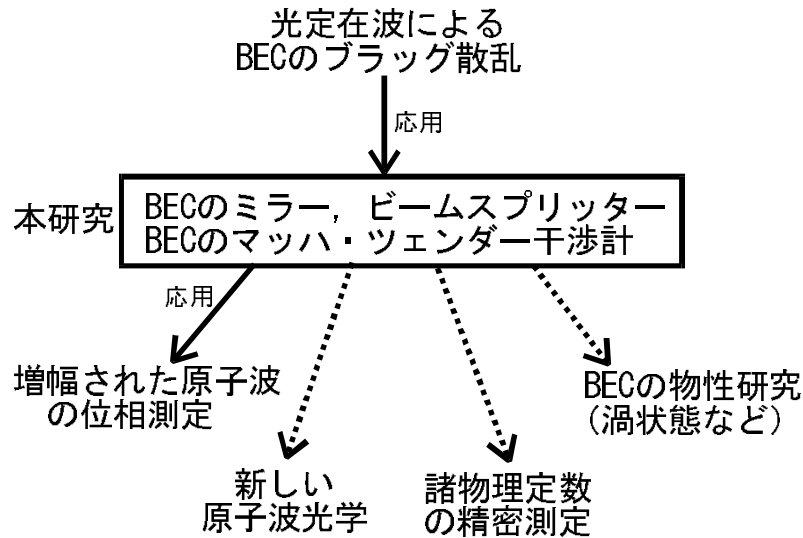 光定在波による
BECのブラッグ散乱
応用
本研究
BECのミラー, ビームスプリッター
BECのマッハ・ツェンダー干渉計
応用
増幅された原子波
の位相測定
BECの物性研究
(渦状態など)
新しい
原子波光学
諸物理定数
の精密測定